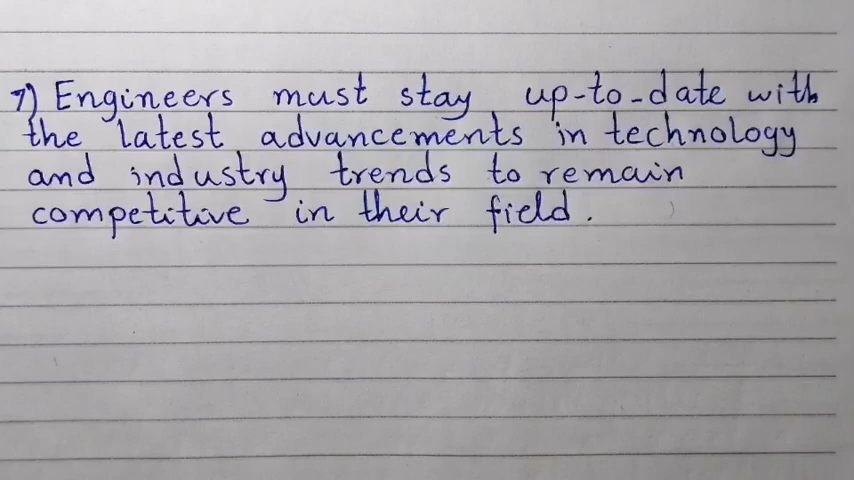 7) Engineers must stay up-to-date with
the latest advancements in technology
and industry trends to remain
competitive in their field.